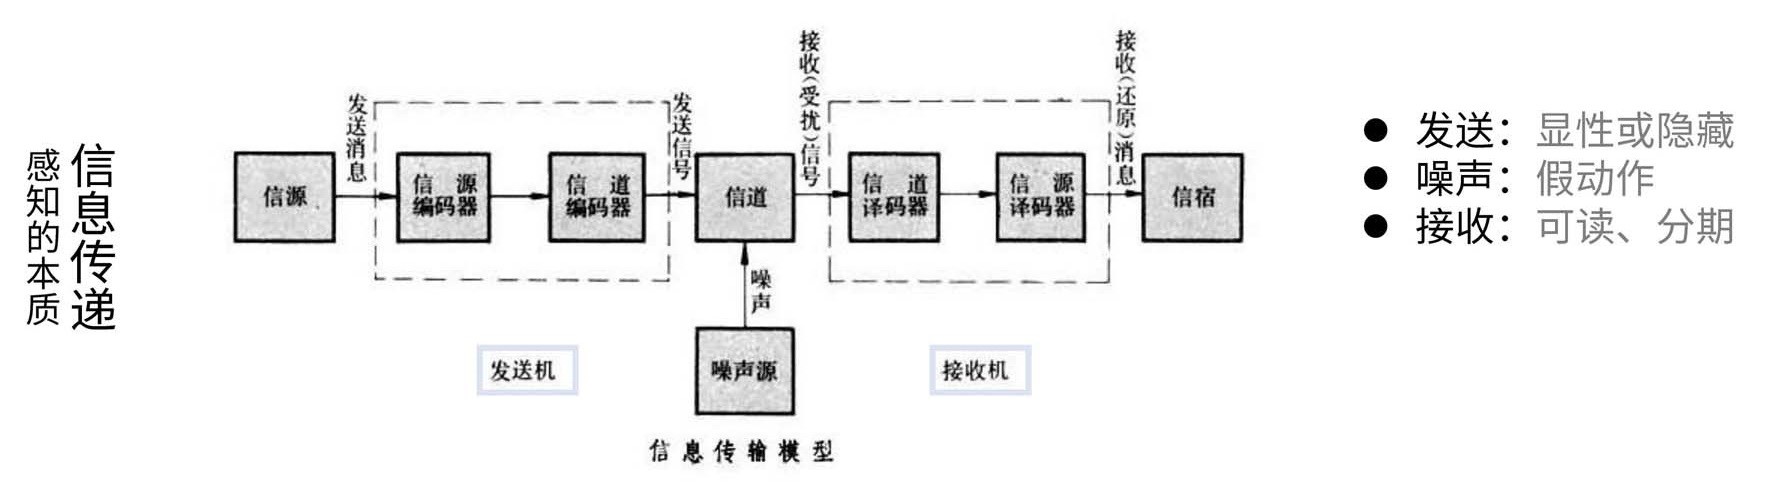 信息传递
感知的本质
发送消息
发送信号
接收(受扰)信号
接收(还原)消息
信源
信 源
编码器
信 道
编码器
信道
信 道
译码器
信 源
译码器
信宿
噪声
噪声源
发送机
接收机
信息传输模型
● 发送：显性或隐藏
● 噪声：假动作
● 接收：可读、分期